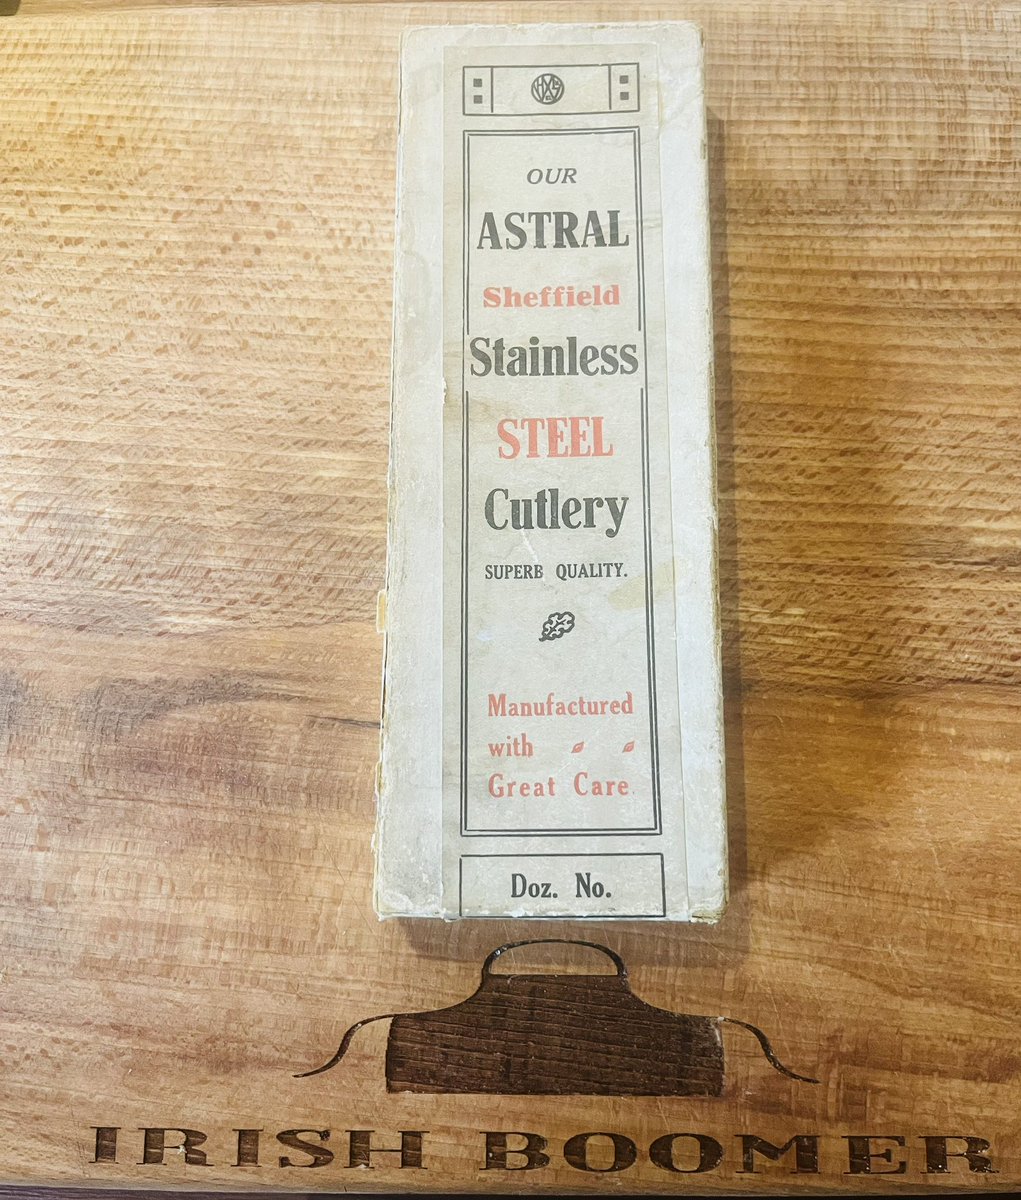 OUR
ASTRAL
Sheffield
Stainless
STEEL
Cutlery
SUPERB QUALITY.
Manufactured
with
Great Care
Doz. No.
IRISH BOOMER